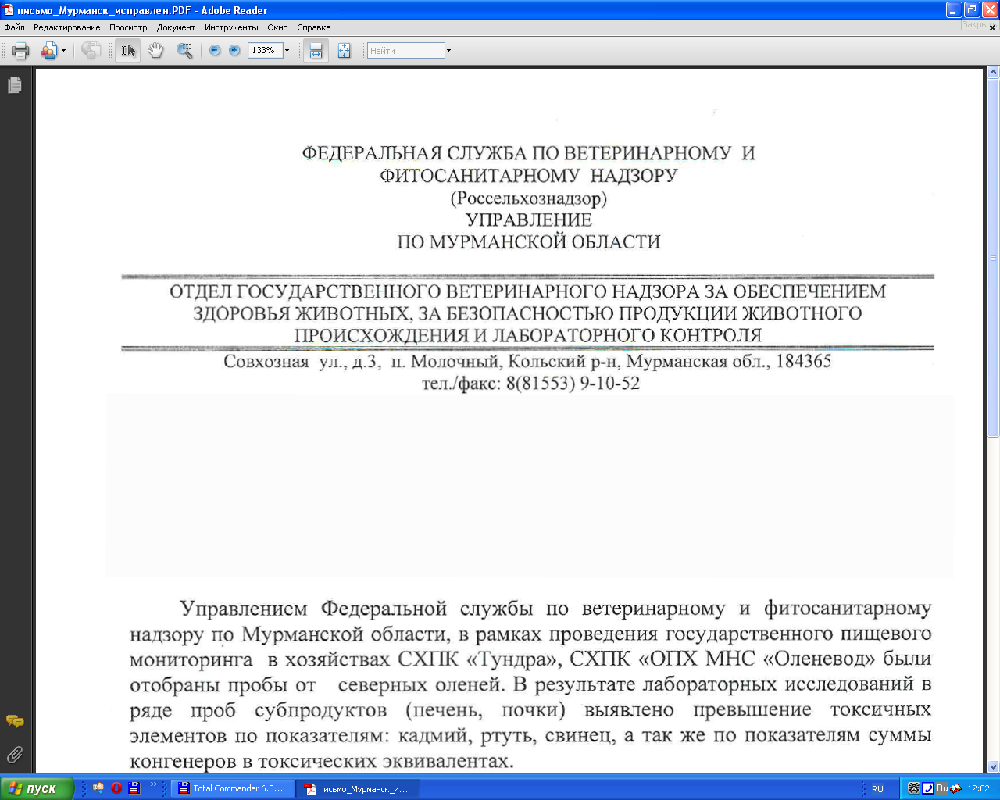 письмо_Мурманск_исправлен.PDF - Adobe Reader
Файл Редактирование Просмотр Документ Инструменты Окно Справка
133% Найти
ФЕДЕРАЛЬНАЯ СЛУЖБА ПО ВЕТЕРИНАРНОМУ И
ФИТОСАНИТАРНОМУ НАДЗОРУ
(Россельхознадзор)
УПРАВЛЕНИЕ
ПО МУРМАНСКОЙ ОБЛАСТИ
ОТДЕЛ ГОСУДАРСТВЕННОГО ВЕТЕРИНАРНОГО НАДЗОРА ЗА ОБЕСПЕЧЕНИЕМ
ЗДОРОВЬЯ ЖИВОТНЫХ, ЗА БЕЗОПАСНОСТЬЮ ПРОДУКЦИИ ЖИВОТНОГО
ПРОИСХОЖДЕНИЯ И ЛАБОРАТОРНОГО КОНТРОЛЯ
Совхозная ул., д.3, п. Молочный, Кольский р-н, Мурманская обл., 184365
тел./факс: 8(81553) 9-10-52
Управлением Федеральной службы по ветеринарному и фитосанитарному
надзору по Мурманской области, в рамках проведения государственного пищевого
мониторинга в хозяйствах СХПК «Тундра», СХПК «ОПХ МНС «Оленевод» были
отобраны пробы от северных оленей. В результате лабораторных исследований в
ряде проб субпродуктов (печень, почки) выявлено превышение токсичных
элементов по показателям: кадмий, ртуть, свинец, а так же по показателям суммы
конгенеров в токсических эквивалентах.
пуск Total Commander 6.0... письмо_Мурманск_и... RU Ru 12:02